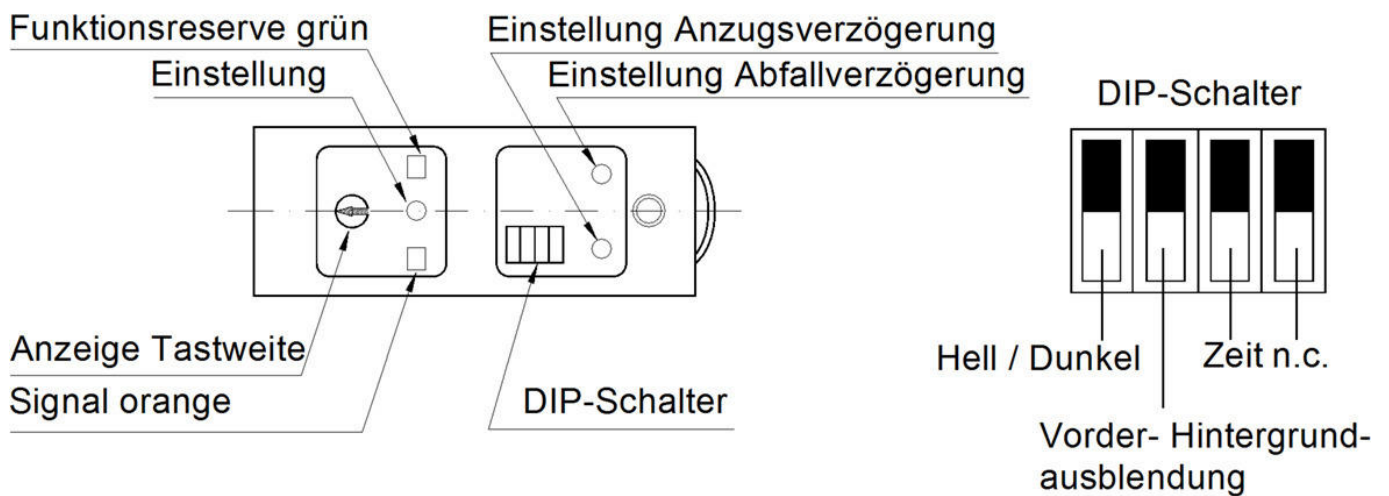 Funktionsreserve grün
Einstellung
Einstellung Anzugsverzögerung
Einstellung Abfallverzögerung
DIP-Schalter
Anzeige Tastweite
Signal orange
DIP-Schalter
Hell / Dunkel
Zeit n.c.
Vorder- Hintergrund-
ausblendung